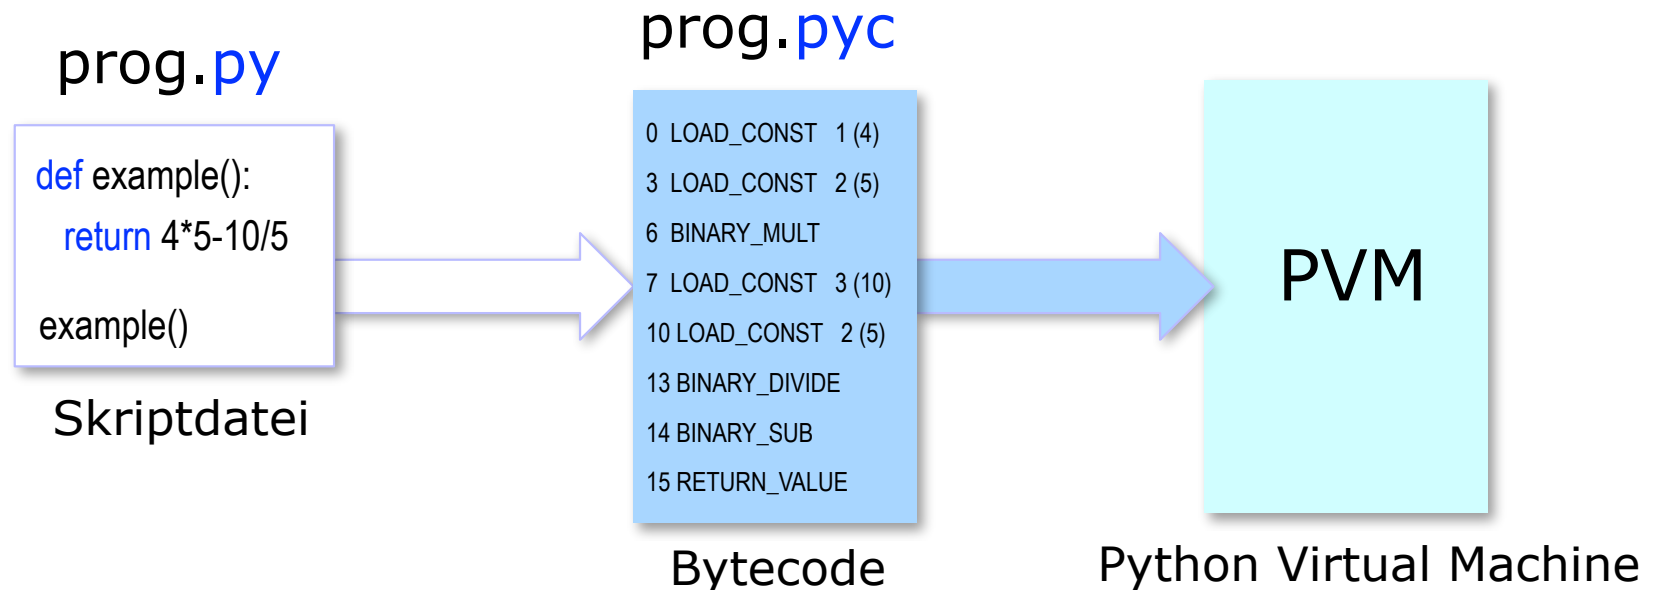 prog.py
def example():
return 4*5-10/5
example()
Skriptdatei
prog.pyc
0 LOAD_CONST 1 (4)
3 LOAD_CONST 2 (5)
6 BINARY_MULT
7 LOAD_CONST 3 (10)
10 LOAD_CONST 2 (5)
13 BINARY_DIVIDE
14 BINARY_SUB
15 RETURN_VALUE
Bytecode
PVM
Python Virtual Machine